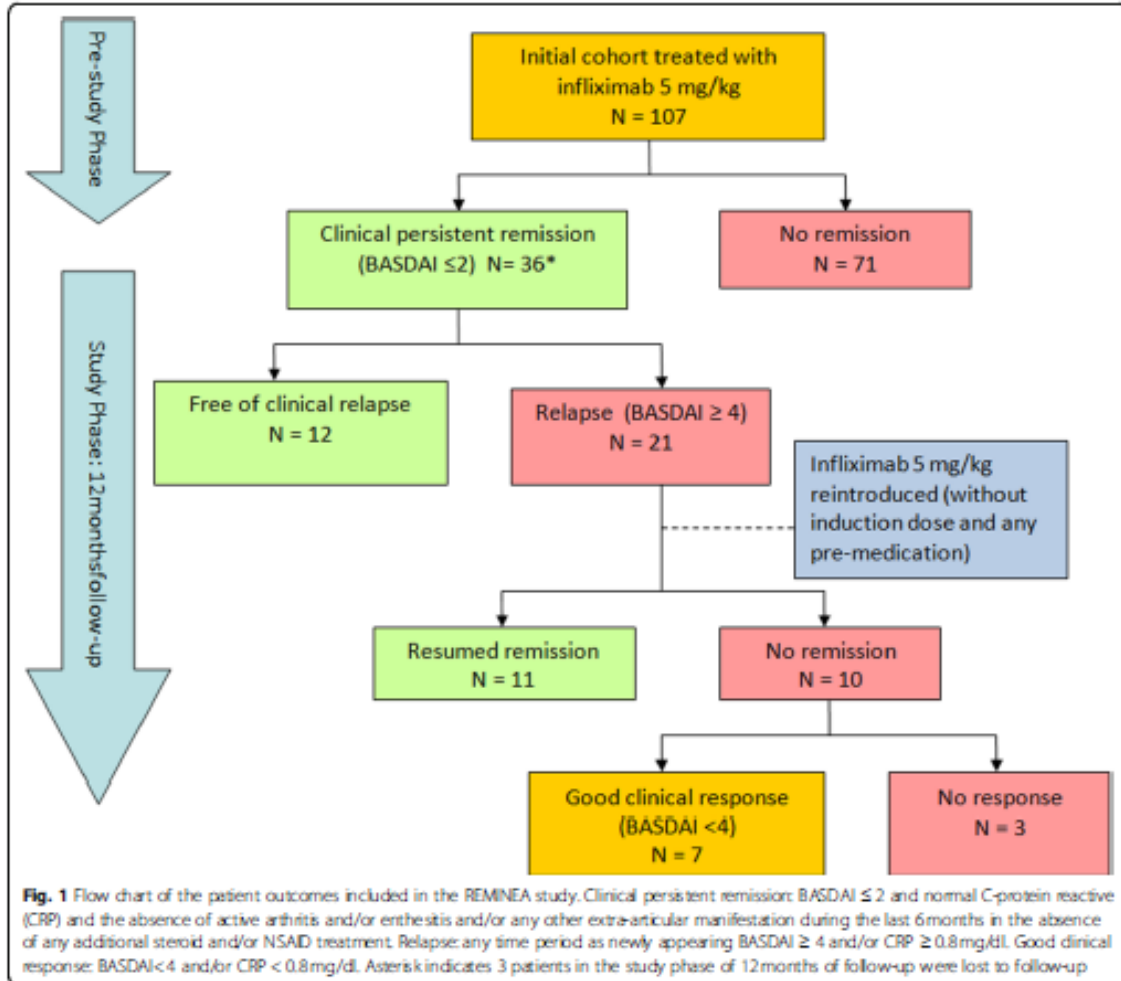 Pre-study Phase
Initial cohort treated with
infliximab 5 mg/kg
N = 107
Clinical persistent remission
(BASDAI ≤2) N= 36*
No remission
N = 71
Study Phase: 12monthsfollow-up
Free of clinical relapse
N = 12
Relapse (BASDAI ≥ 4)
N = 21
Infliximab 5 mg/kg
reintroduced (without
induction dose and any
pre-medication)
Resumed remission
N = 11
No remission
N = 10
Good clinical response
(BASDAI <4)
N = 7
No response
N = 3
Fig. 1 Flow chart of the patient outcomes included in the REMINEA study. Clinical persistent remission: BASDAI ≤ 2 and normal C-protein reactive
(CRP) and the absence of active arthritis and/or enthesitis and/or any other extra-articular manifestation during the last 6 months in the absence
of any additional steroid and/or NSAID treatment. Relapse: any time period as newly appearing BASDAI ≥ 4 and/or CRP ≥ 0.8 mg/dl. Good clinical
response: BASDAI < 4 and/or CRP < 0.8 mg/dl. Asterisk indicates 3 patients in the study phase of 12 months of follow-up were lost to follow-up